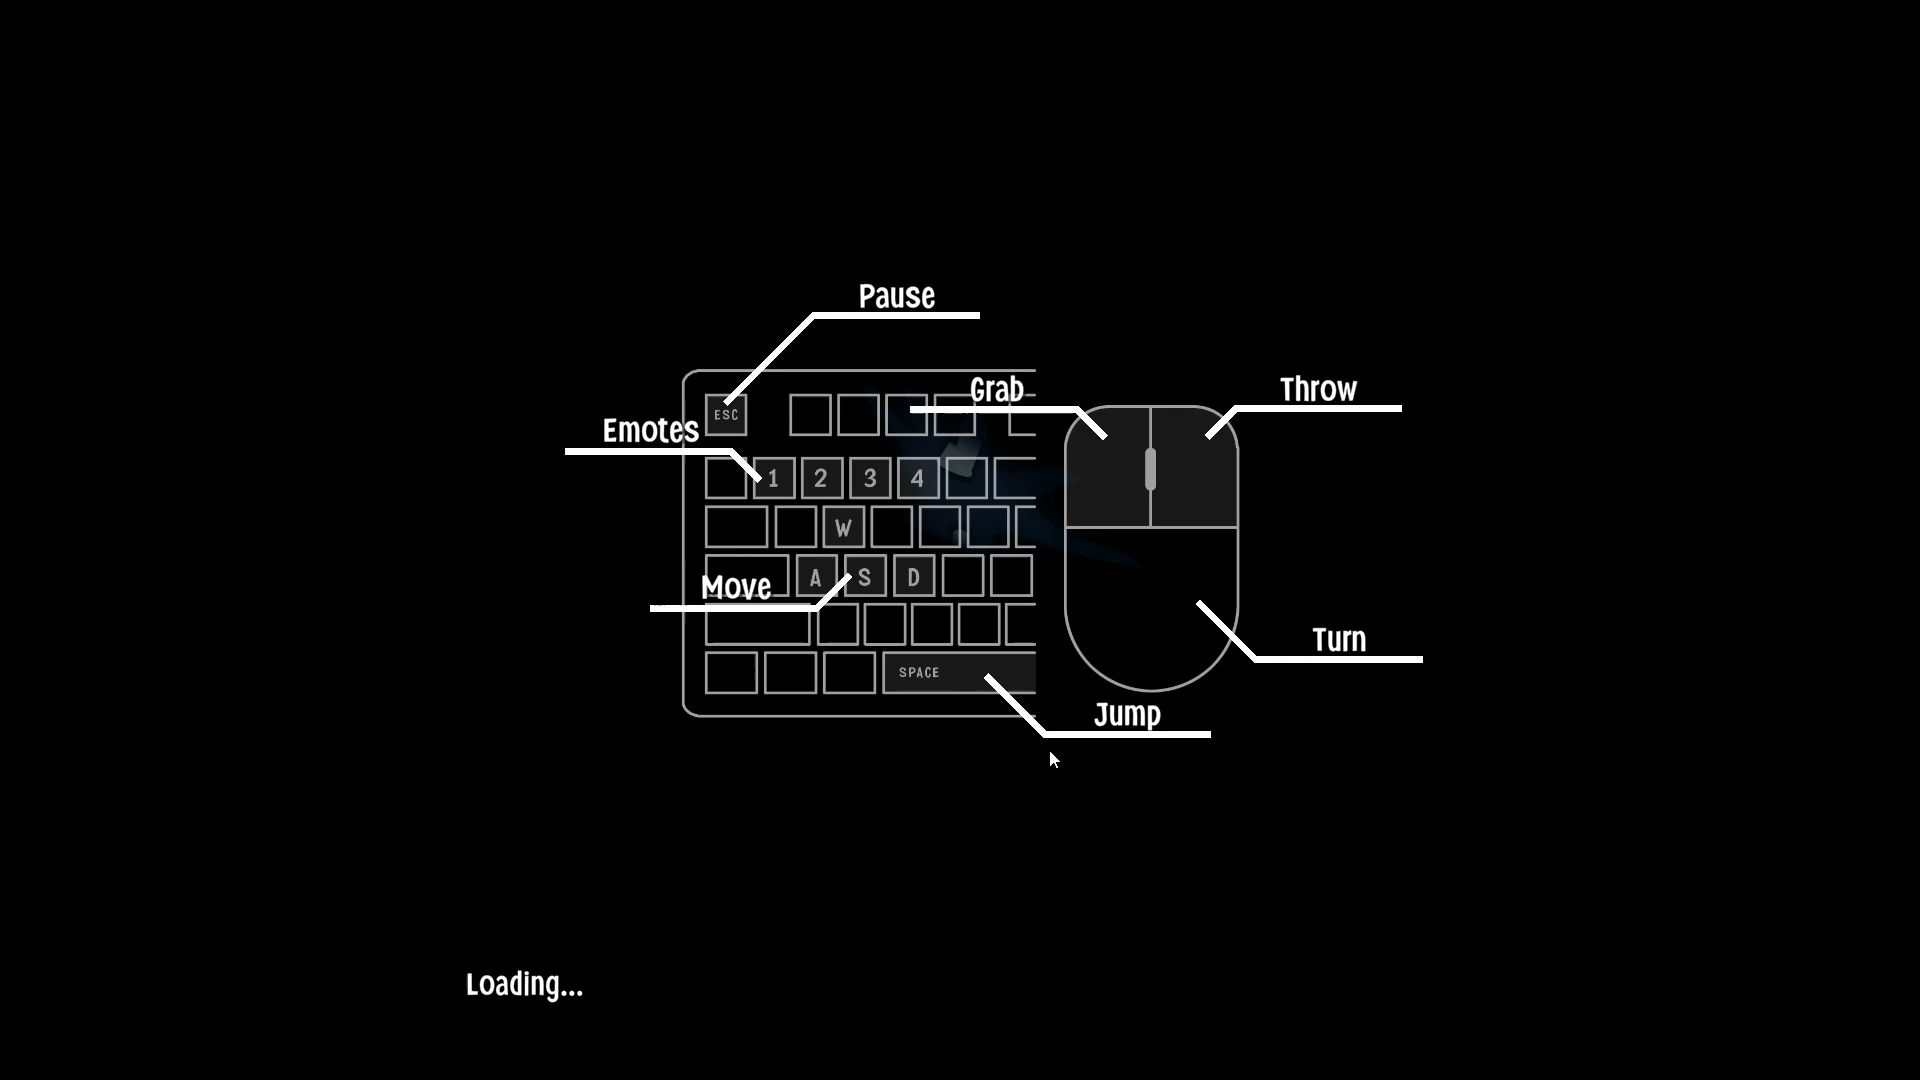 Pause
Grab
Throw
ESC
Emotes
1 2 3 4
W
A S D
Move
Turn
SPACE
Jump
Loading...